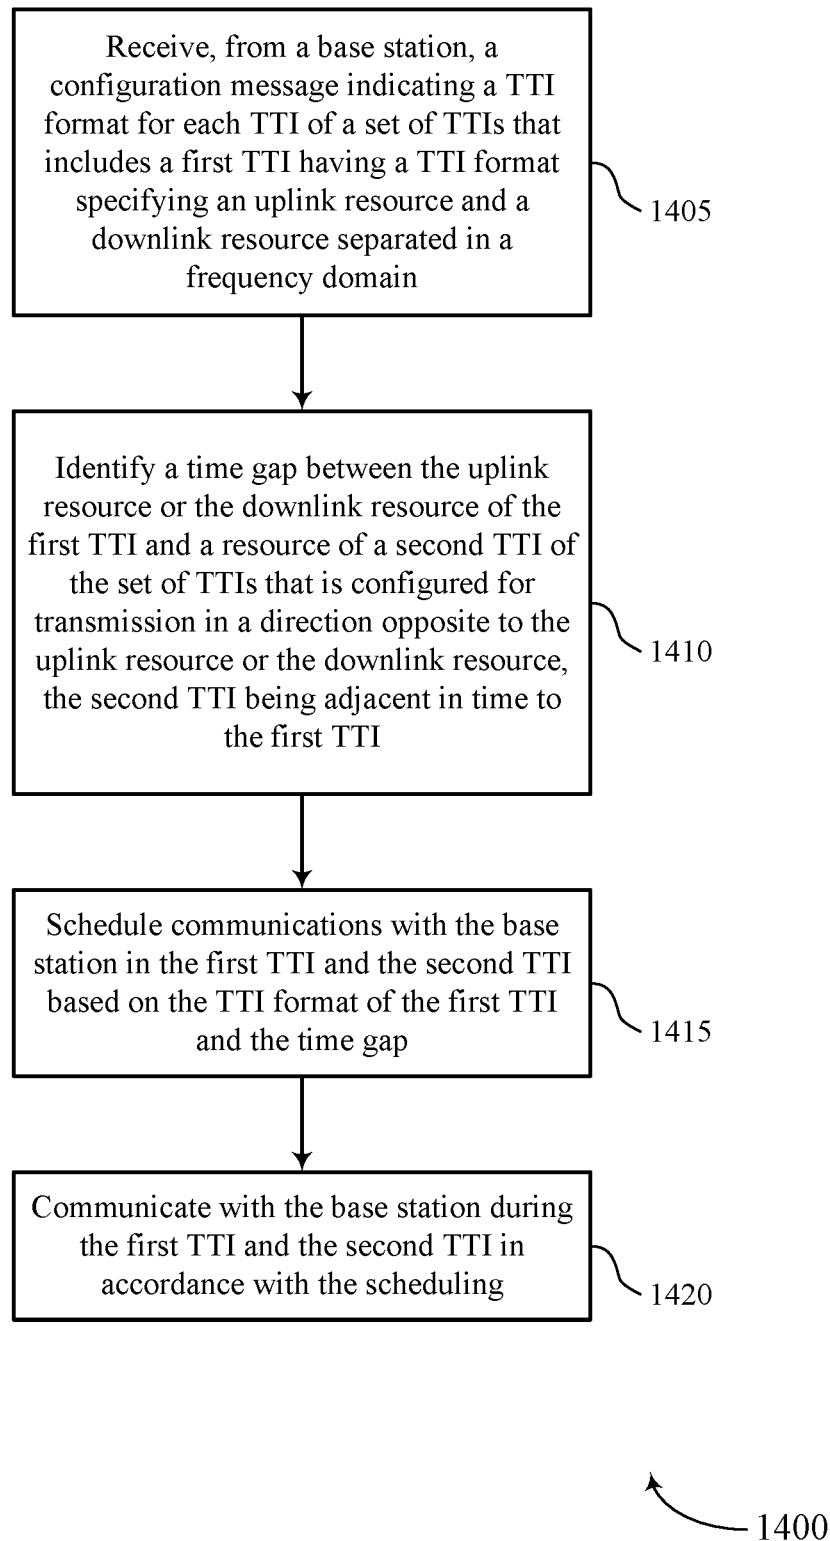 Receive, from a base station, a
configuration message indicating a TTI
format for each TTI of a set of TTIs that
includes a first TTI having a TTI format
specifying an uplink resource and a
downlink resource separated in a
frequency domain
1405
Identify a time gap between the uplink
resource or the downlink resource of the
first TTI and a resource of a second TTI of
the set of TTIs that is configured for
transmission in a direction opposite to the
uplink resource or the downlink resource,
the second TTI being adjacent in time to
the first TTI
1410
Schedule communications with the base
station in the first TTI and the second TTI
based on the TTI format of the first TTI
and the time gap
1415
Communicate with the base station during
the first TTI and the second TTI in
accordance with the scheduling
1420
1400